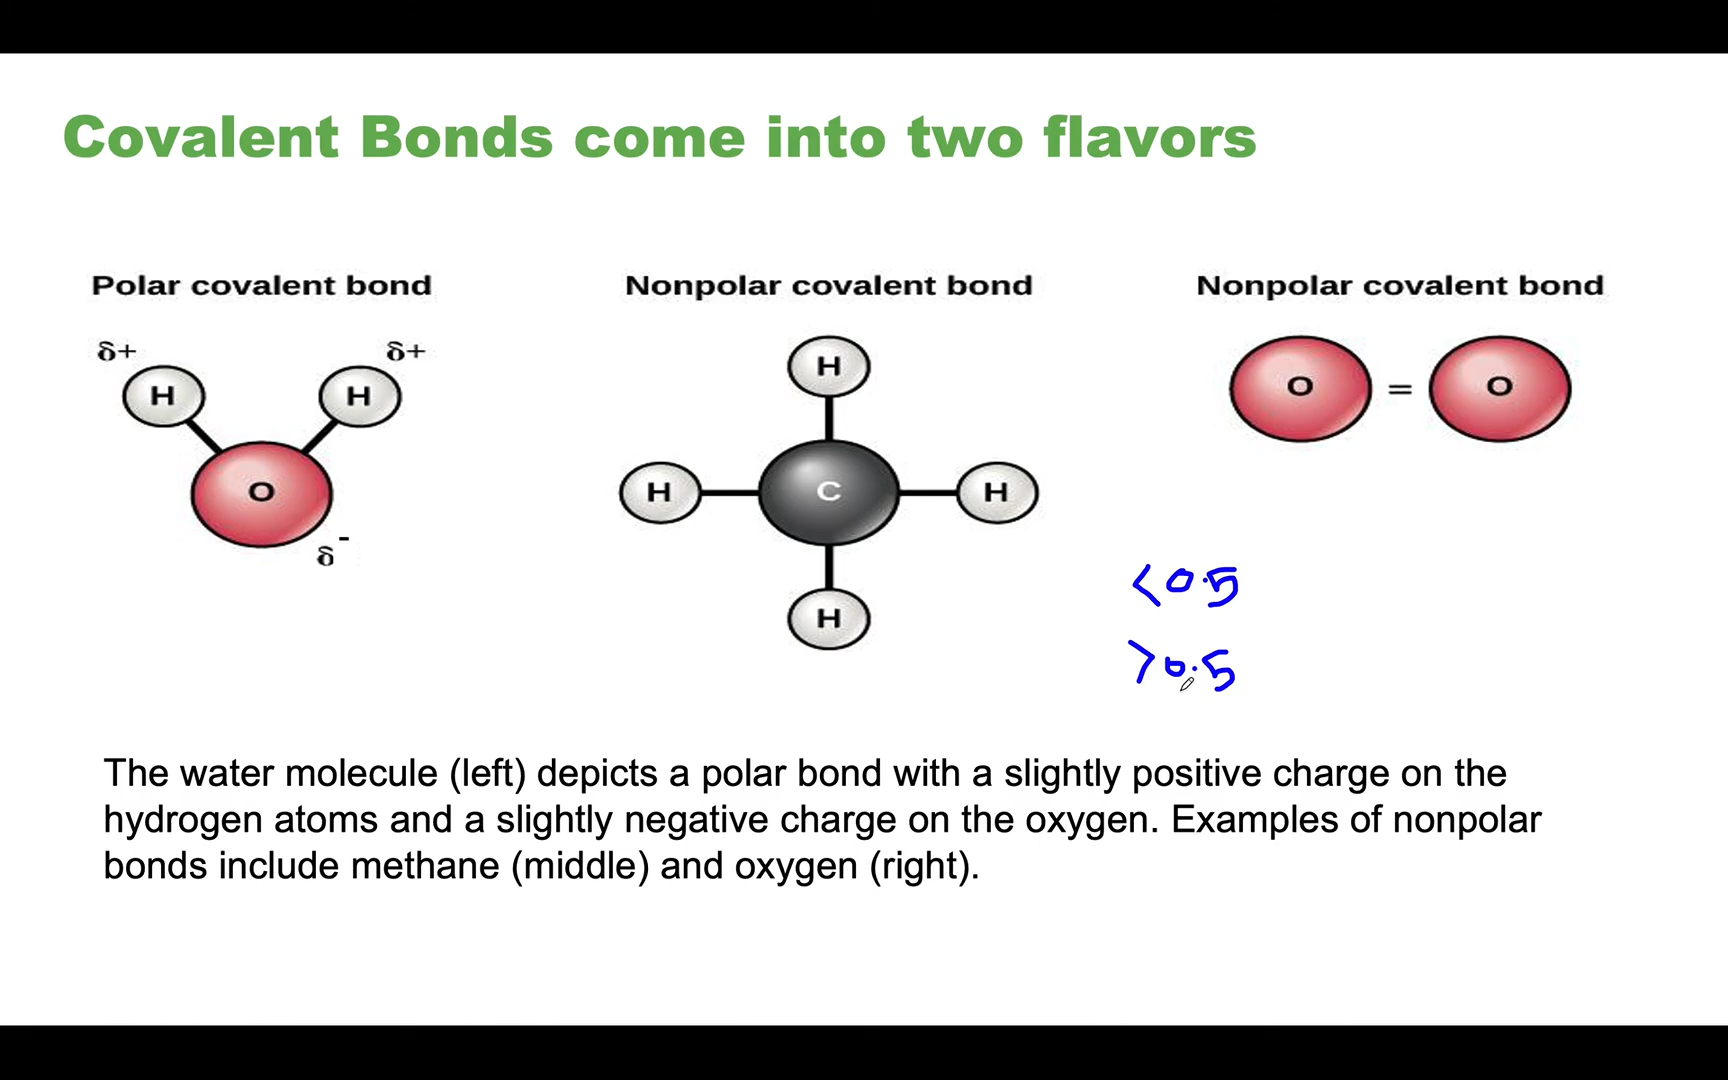 Covalent Bonds come into two flavors
Polar covalent bond
δ+ δ+
H H
O
δ-
Nonpolar covalent bond
H
H C H
H
Nonpolar covalent bond
O = O
<0.5
>0.5
The water molecule (left) depicts a polar bond with a slightly positive charge on the
hydrogen atoms and a slightly negative charge on the oxygen. Examples of nonpolar
bonds include methane (middle) and oxygen (right).